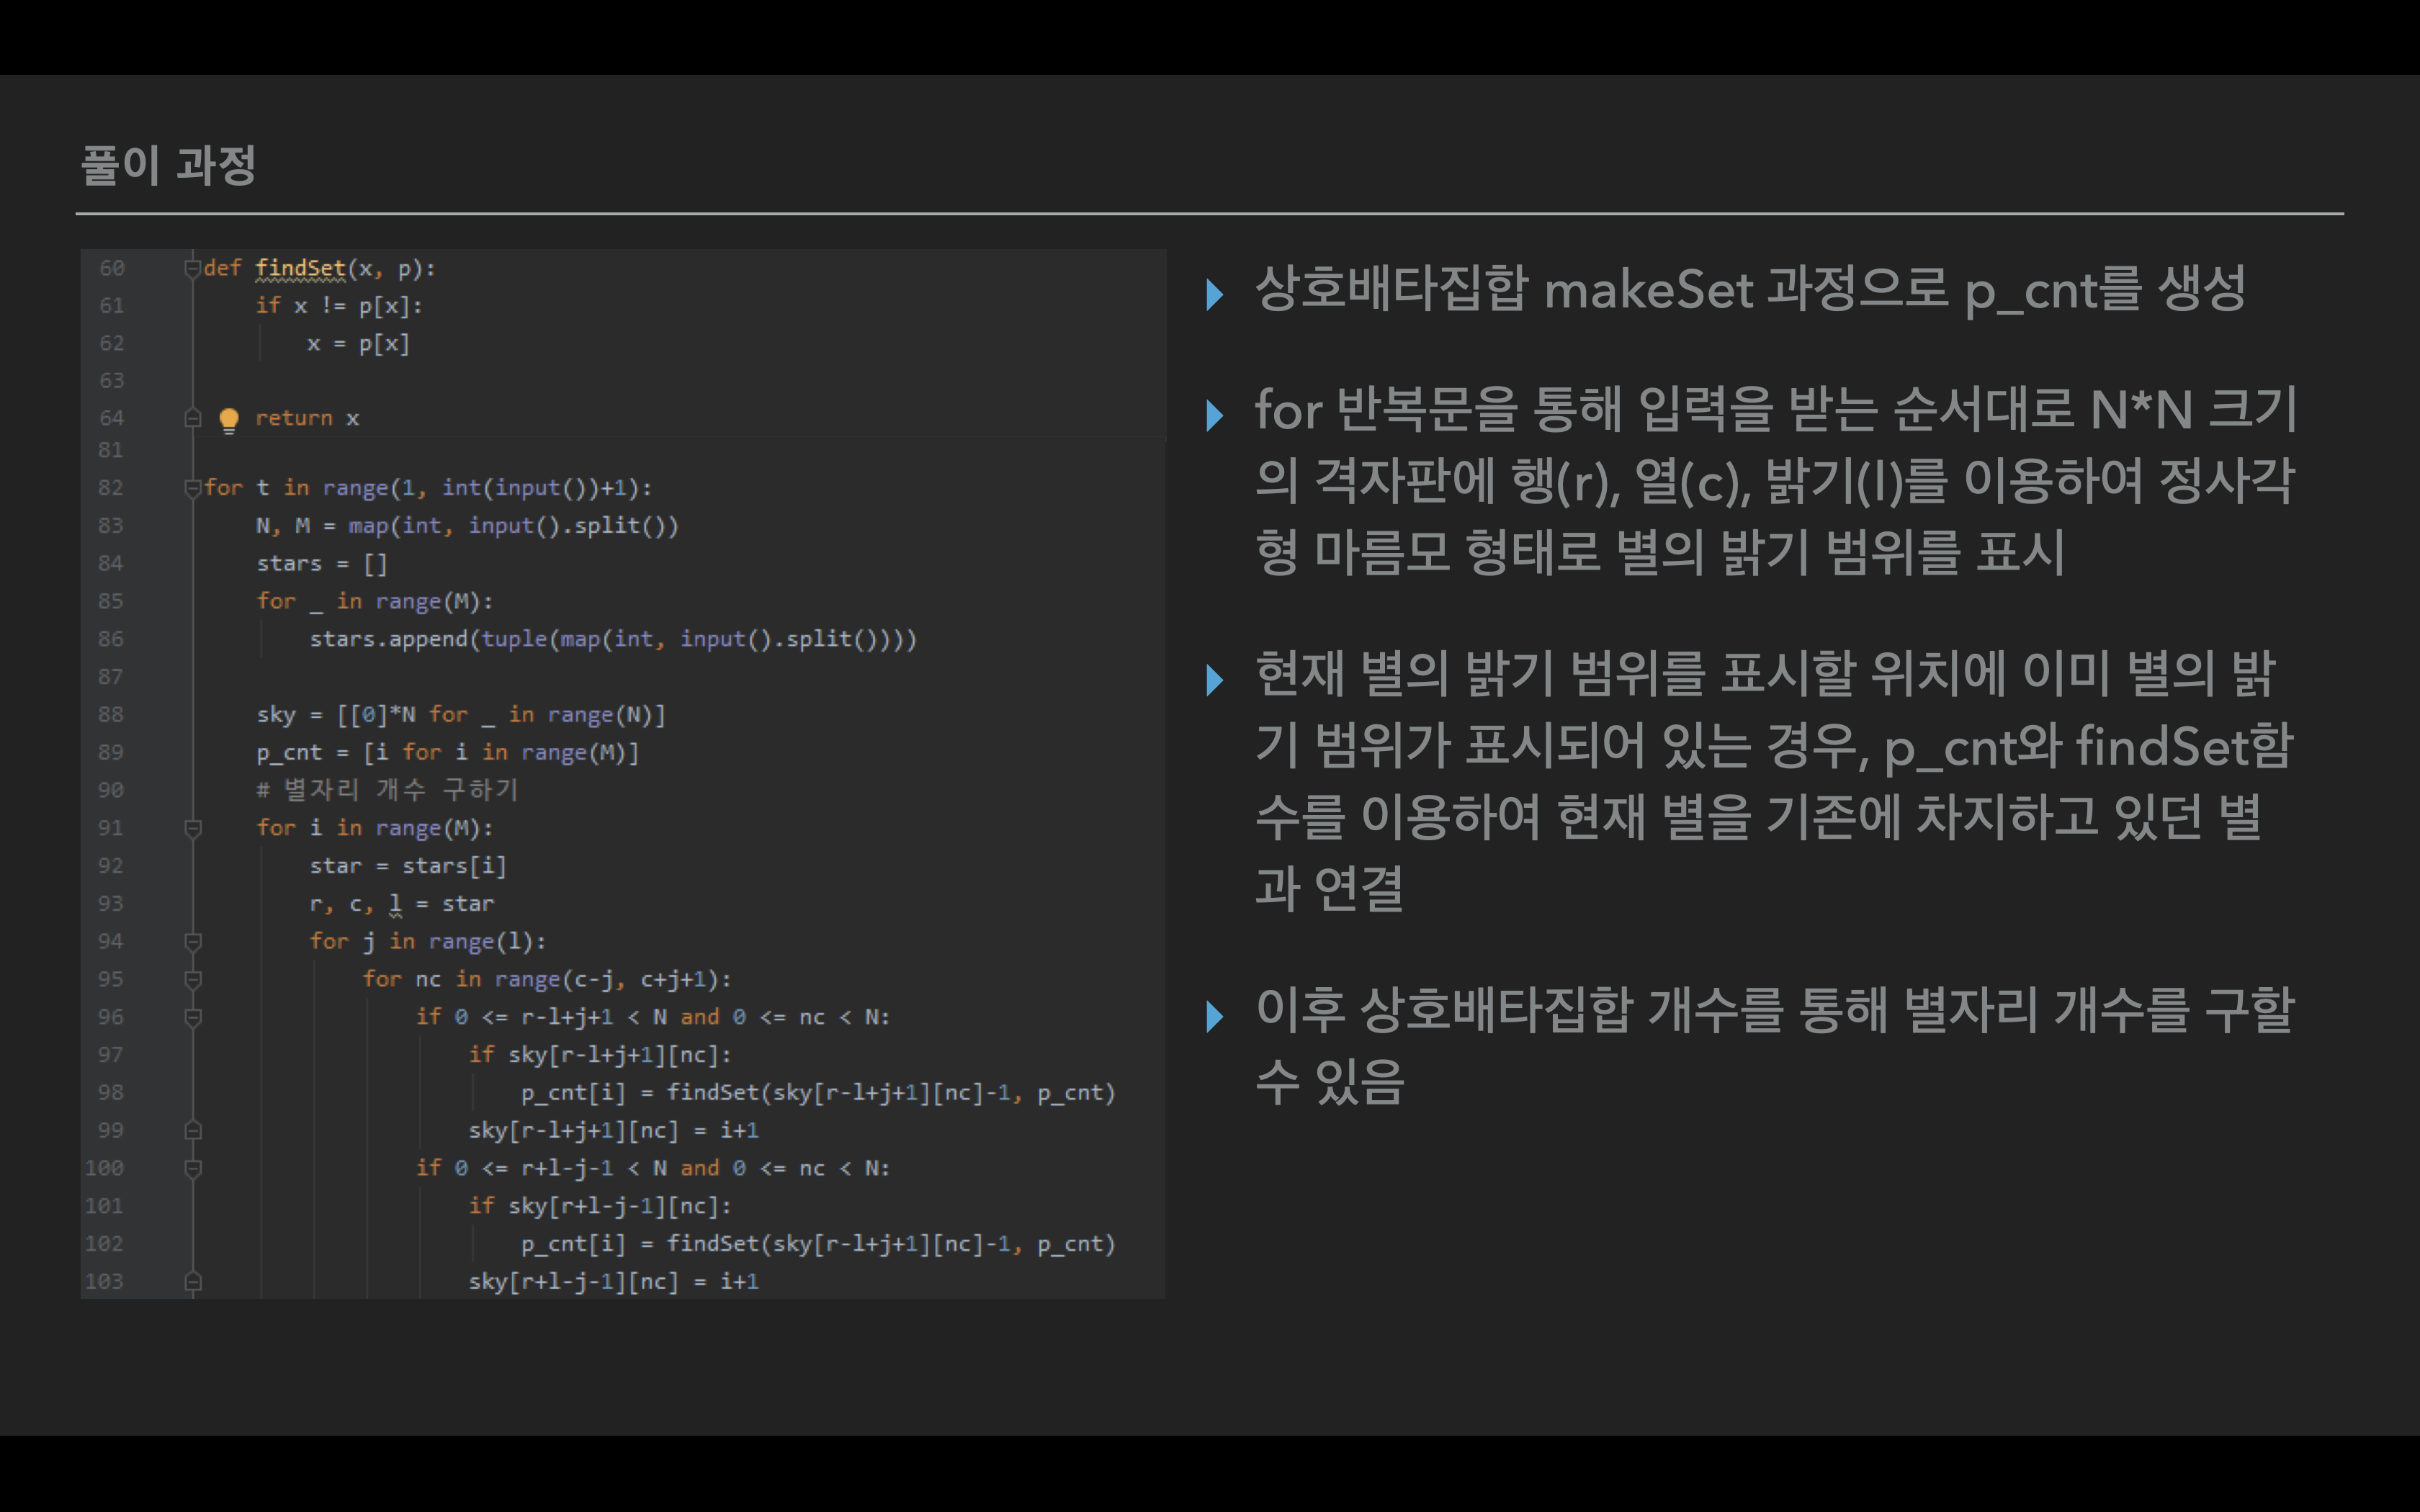 풀이 과정
60 def findSet(x, p):
61     if x != p[x]:
62         x = p[x]
63
64     return x
81
82 for t in range(1, int(input())+1):
83     N, M = map(int, input().split())
84     stars = []
85     for _ in range(M):
86         stars.append(tuple(map(int, input().split())))
87
88     sky = [[0]*N for _ in range(N)]
89     p_cnt = [i for i in range(M)]
90     # 별자리 개수 구하기
91     for i in range(M):
92         star = stars[i]
93         r, c, l = star
94         for j in range(l):
95             for nc in range(c-j, c+j+1):
96                 if 0 <= r-l+j+1 < N and 0 <= nc < N:
97                     if sky[r-l+j+1][nc]:
98                         p_cnt[i] = findSet(sky[r-l+j+1][nc]-1, p_cnt)
99                     sky[r-l+j+1][nc] = i+1
100                 if 0 <= r+l-j-1 < N and 0 <= nc < N:
101                     if sky[r+l-j-1][nc]:
102                         p_cnt[i] = findSet(sky[r-l+j+1][nc]-1, p_cnt)
103                     sky[r+l-j-1][nc] = i+1
상호배타집합 makeSet 과정으로 p_cnt를 생성
for 반복문을 통해 입력을 받는 순서대로 N*N 크기
의 격자판에 행(r), 열(c), 밝기(l)를 이용하여 정사각
형 마름모 형태로 별의 밝기 범위를 표시
현재 별의 밝기 범위를 표시할 위치에 이미 별의 밝
기 범위가 표시되어 있는 경우, p_cnt와 findSet함
수를 이용하여 현재 별을 기존에 차지하고 있던 별
과 연결
이후 상호배타집합 개수를 통해 별자리 개수를 구할
수 있음